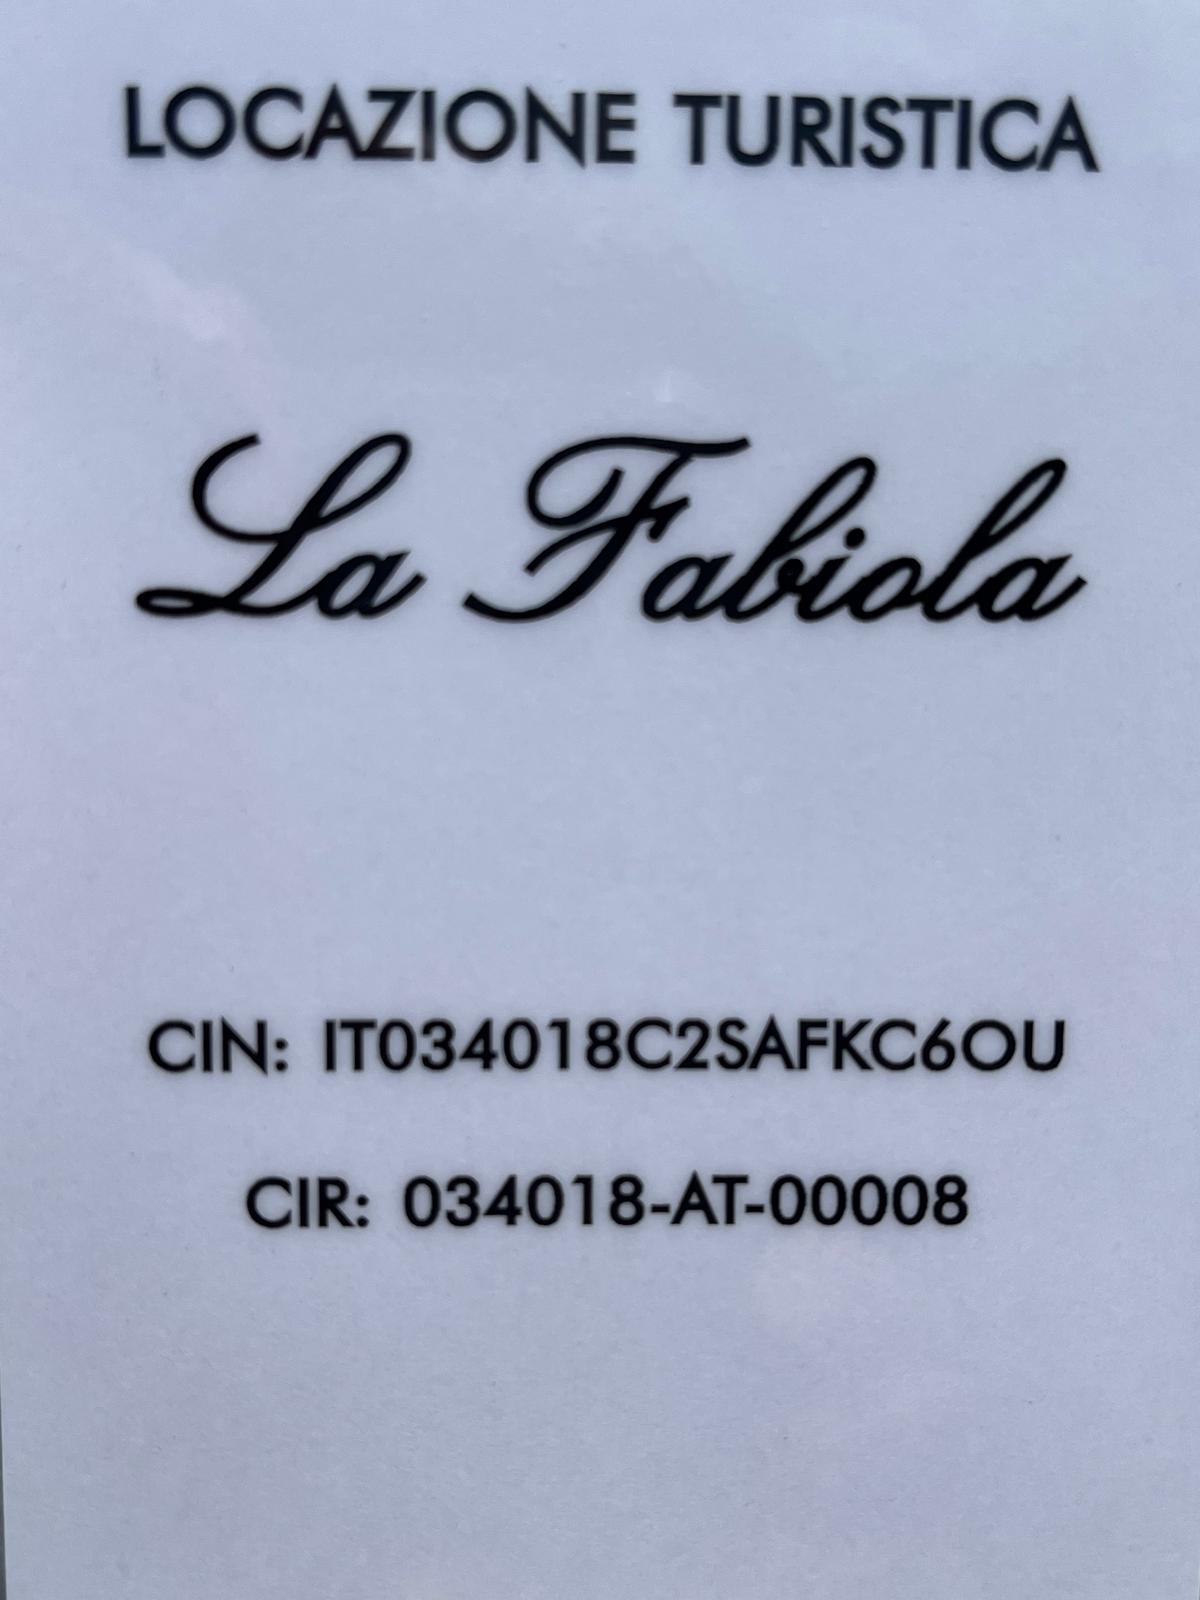 LOCAZIONE TURISTICA
La Fabiola
CIN: IT034018C2SAFKC6OU
CIR: 034018-AT-00008